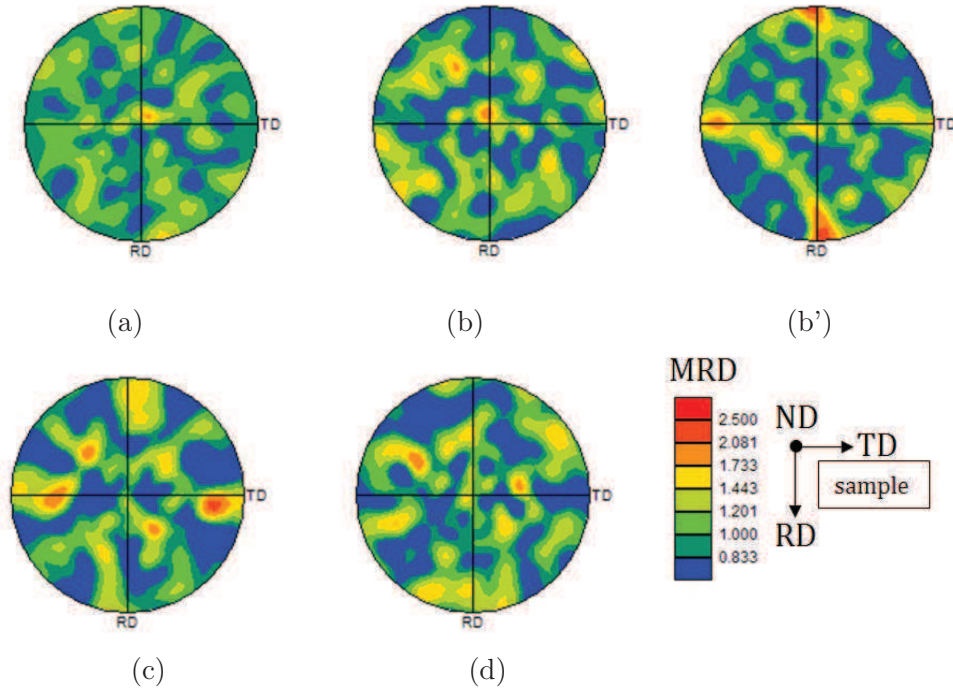 TD
RD
TD
RD
TD
RD
(a)
(b)
(b’)
TD
RD
TD
RD
MRD
2.500
2.081
1.733
1.443
1.201
1.000
0.833
ND
TD
sample
RD
(c)
(d)